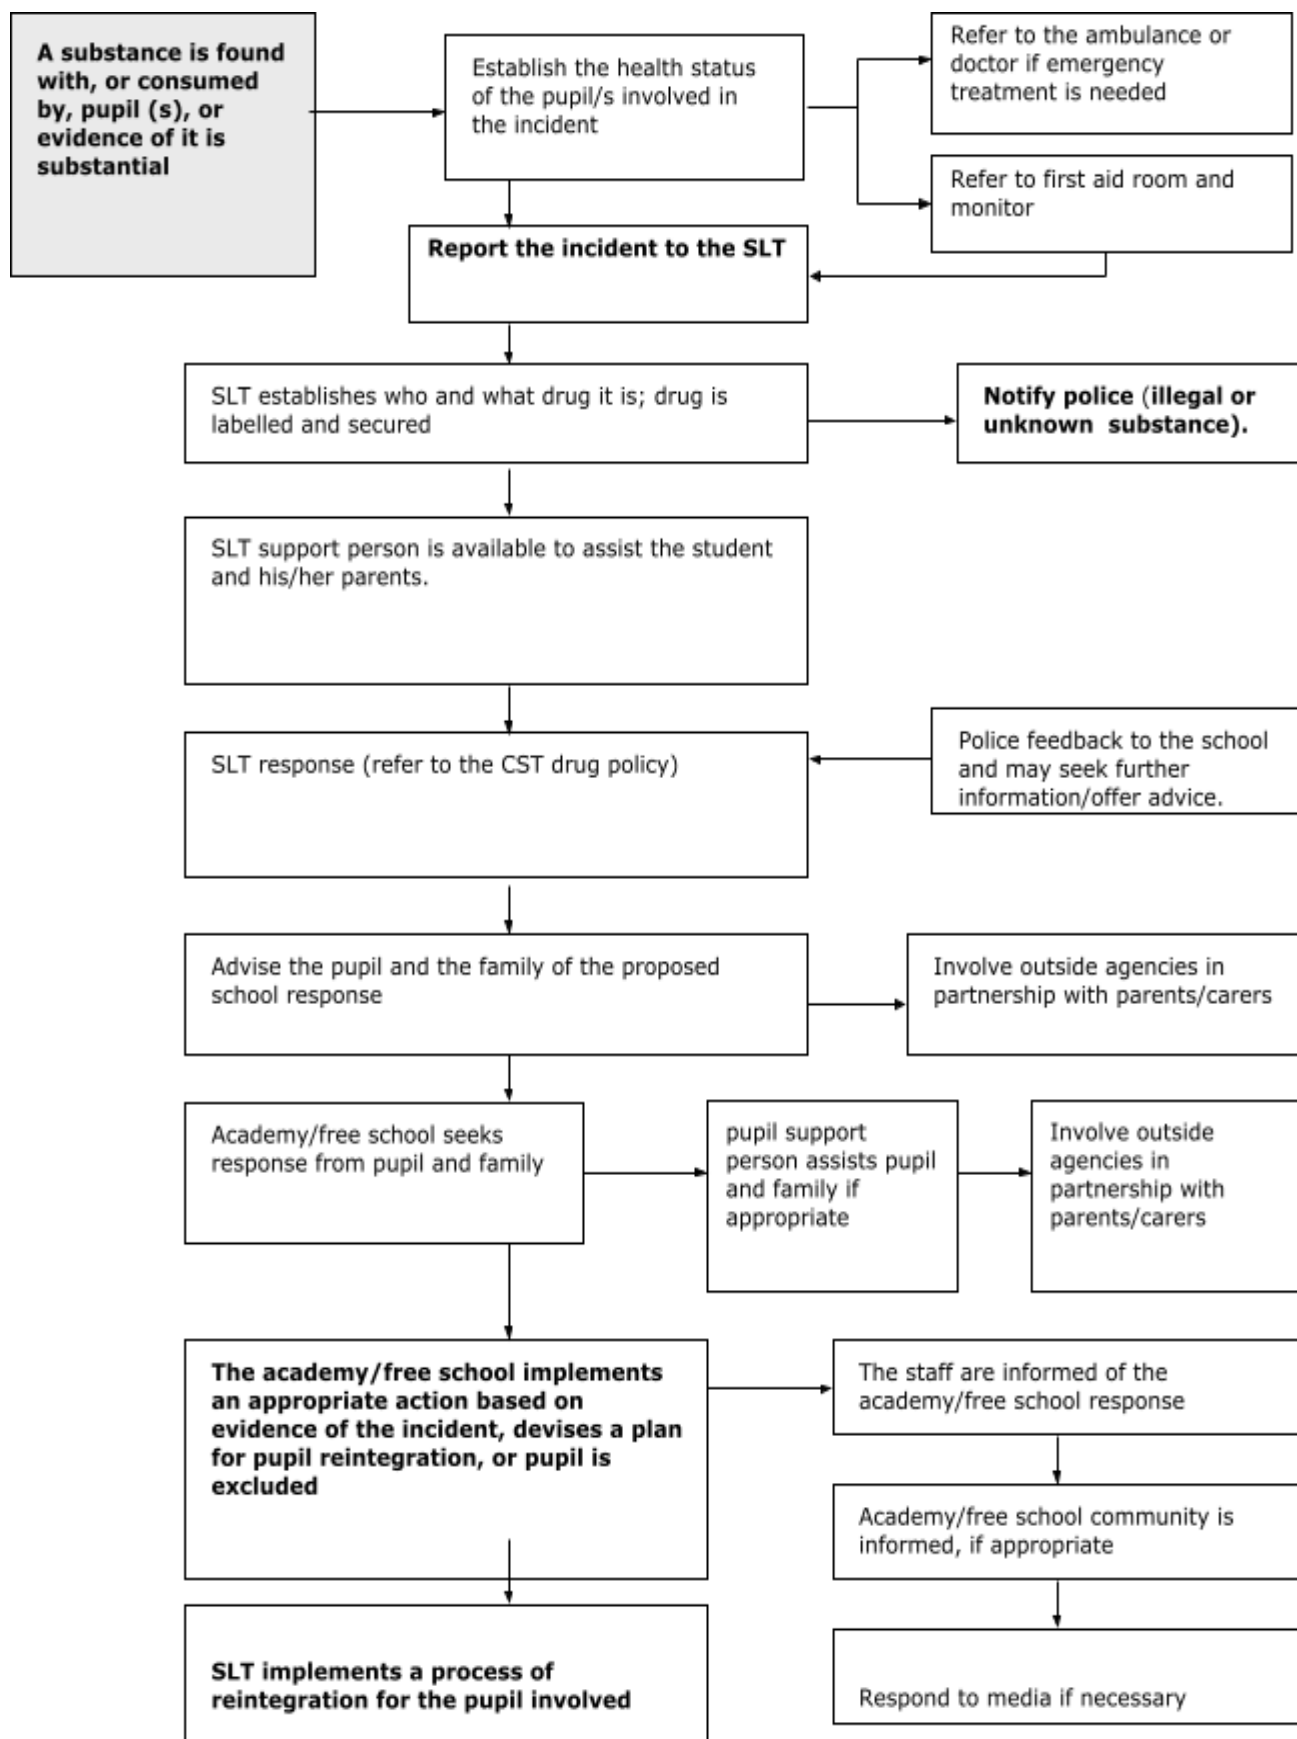 A substance is found
with, or consumed
by, pupil (s), or
evidence of it is
substantial
Establish the health status
of the pupil/s involved in
the incident
Refer to the ambulance or
doctor if emergency
treatment is needed
Refer to first aid room and
monitor
Report the incident to the SLT
SLT establishes who and what drug it is; drug is
labelled and secured
Notify police (illegal or
unknown substance).
SLT support person is available to assist the student
and his/her parents.
SLT response (refer to the CST drug policy)
Police feedback to the school
and may seek further
information/offer advice.
Advise the pupil and the family of the proposed
school response
Involve outside agencies in
partnership with parents/carers
Academy/free school seeks
response from pupil and family
pupil support
person assists pupil
and family if
appropriate
Involve outside
agencies in
partnership with
parents/carers
The academy/free school implements
an appropriate action based on
evidence of the incident, devises a plan
for pupil reintegration, or pupil is
excluded
The staff are informed of the
academy/free school response
Academy/free school community is
informed, if appropriate
SLT implements a process of
reintegration for the pupil involved
Respond to media if necessary